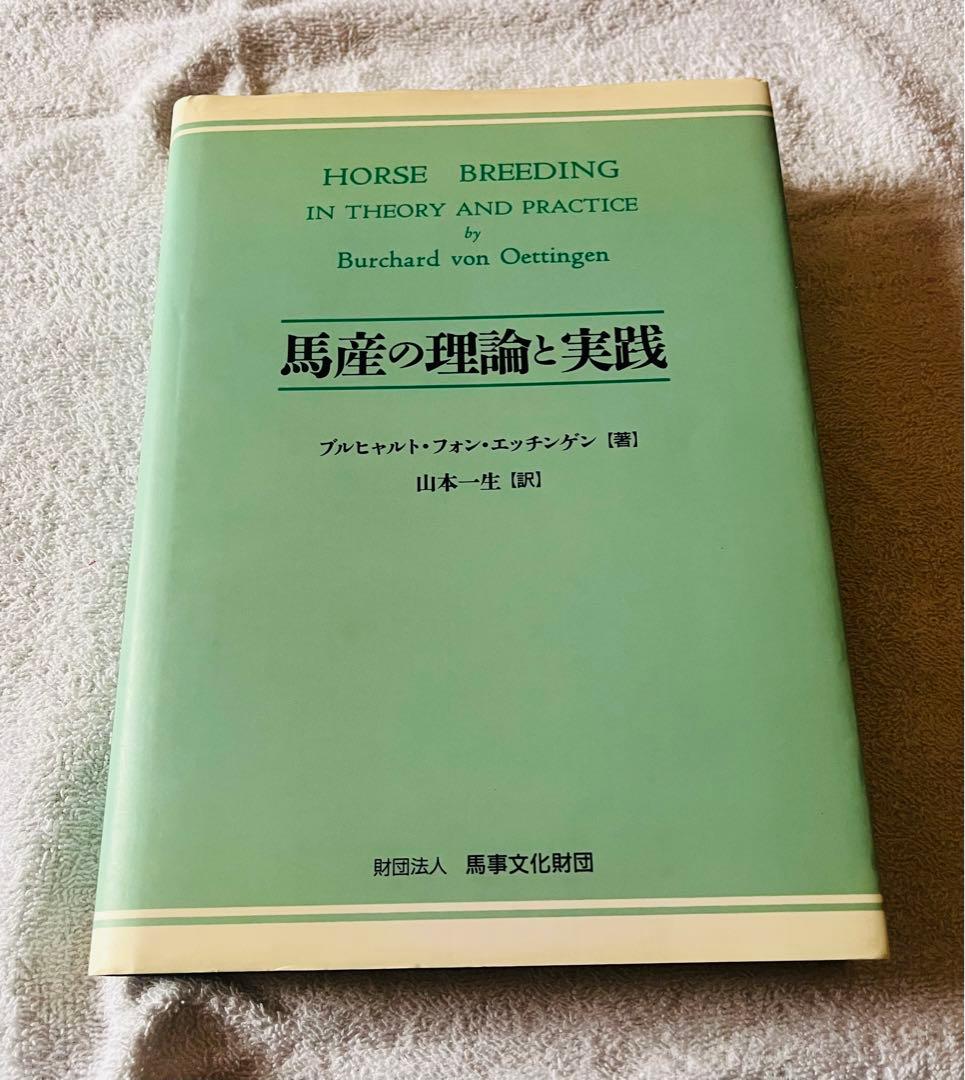 HORSE BREEDING
IN THEORY AND PRACTICE
by
Burchard von Oettingen
馬産の理論と実践
ブルヒャルト・フォン・エッチンゲン【著】
山本一生【訳】
財団法人 馬事文化財団